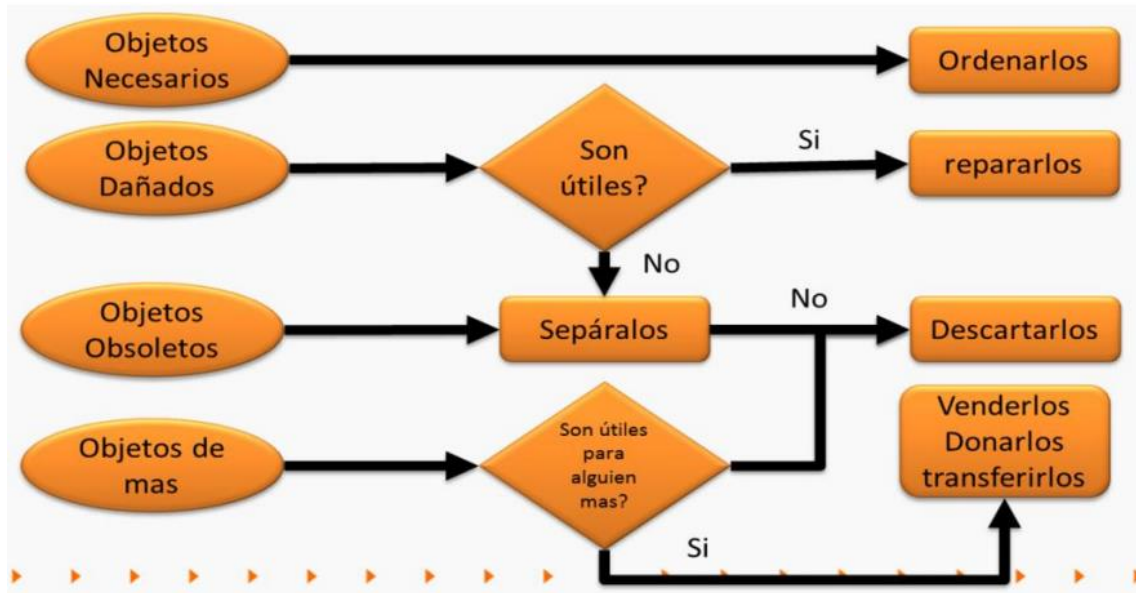 Objetos
Necesarios
Ordenarlos
Objetos
Dañados
Son
útiles?
Si
repararlos
No
Objetos
Obsoletos
Sepáralos
No
Descartarlos
Objetos de
mas
Son útiles
para
alguien
mas?
Si
Venderlos
Donarlos
transferirlos